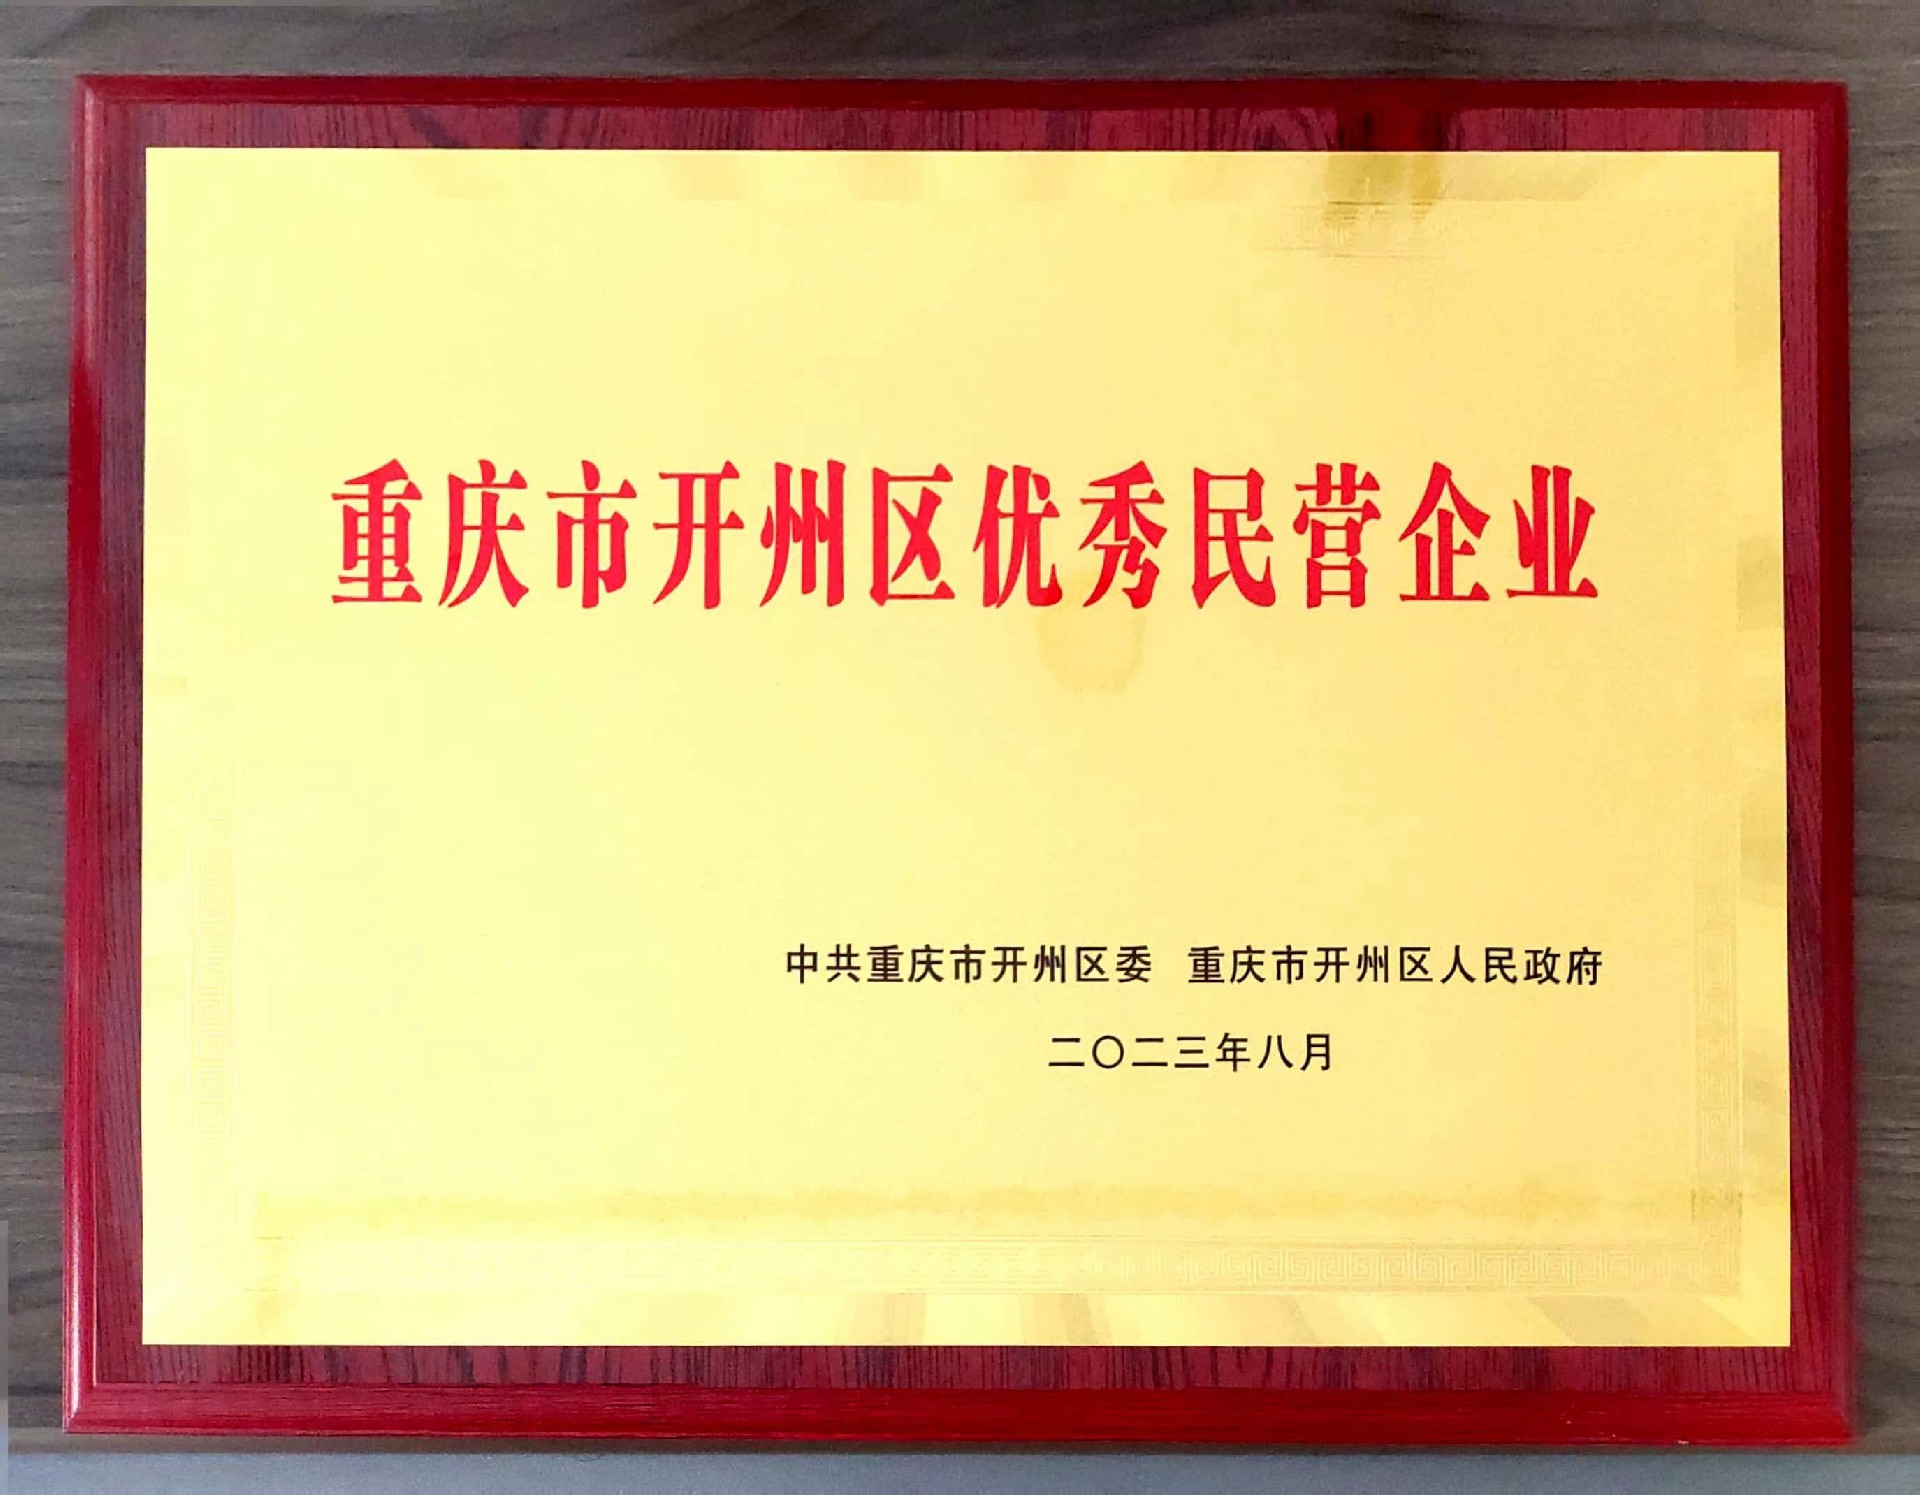 重庆市开州区优秀民营企业
中共重庆市开州区委 重庆市开州区人民政府
二〇二三年八月